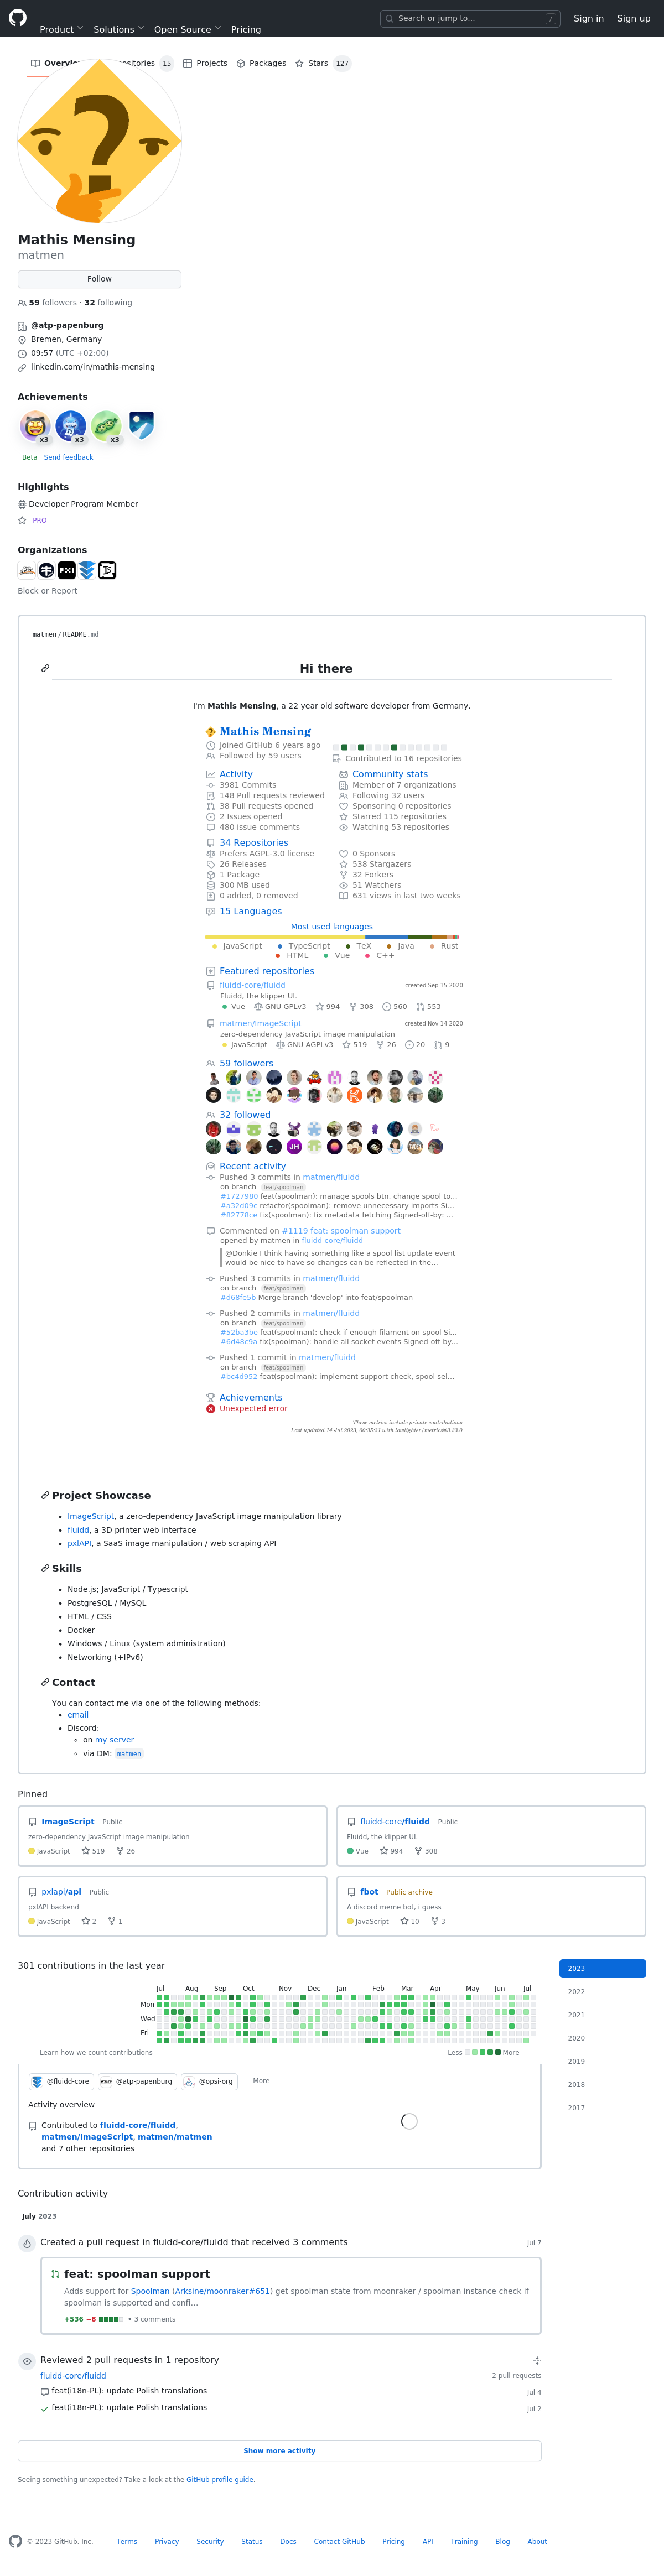 Product
Solutions
Open Source
Pricing
Search or jump to...
/
Sign in
Sign up
Overview
Repositories 15
Projects
Packages
Stars 127
Mathis Mensing
matmen
Follow
59 followers · 32 following
@atp-papenburg
Bremen, Germany
09:57 (UTC +02:00)
linkedin.com/in/mathis-mensing
Achievements
x3 x3 x3
Beta Send feedback
Highlights
Developer Program Member
PRO
Organizations
Block or Report
matmen/README.md
Hi there
I'm Mathis Mensing, a 22 year old software developer from Germany.
Mathis Mensing
Joined GitHub 6 years ago
Followed by 59 users
Contributed to 16 repositories
Activity
3981 Commits
148 Pull requests reviewed
38 Pull requests opened
2 Issues opened
480 issue comments
Community stats
Member of 7 organizations
Following 32 users
Sponsoring 0 repositories
Starred 115 repositories
Watching 53 repositories
34 Repositories
Prefers AGPL-3.0 license
26 Releases
1 Package
300 MB used
0 added, 0 removed
0 Sponsors
538 Stargazers
32 Forkers
51 Watchers
631 views in last two weeks
15 Languages
Most used languages
JavaScript TypeScript TeX Java Rust
HTML Vue C++
Featured repositories
fluidd-core/fluidd created Sep 15 2020
Fluidd, the klipper UI.
Vue GNU GPLv3 994 308 560 553
matmen/ImageScript created Nov 14 2020
zero-dependency JavaScript image manipulation
JavaScript GNU AGPLv3 519 26 20 9
59 followers
32 followed
JH
Recent activity
Pushed 3 commits in matmen/fluidd
on branch feat/spoolman
#1727980 feat(spoolman): manage spools btn, change spool to...
#a32d09c refactor(spoolman): remove unnecessary imports Si...
#82778ce fix(spoolman): fix metadata fetching Signed-off-by: ...
Commented on #1119 feat: spoolman support
opened by matmen in fluidd-core/fluidd
@Donkie I think having something like a spool list update event
would be nice to have so changes can be reflected in the...
Pushed 3 commits in matmen/fluidd
on branch feat/spoolman
#d68fe5b Merge branch 'develop' into feat/spoolman
Pushed 2 commits in matmen/fluidd
on branch feat/spoolman
#52ba3be feat(spoolman): check if enough filament on spool Si...
#6d48c9a fix(spoolman): handle all socket events Signed-off-by...
Pushed 1 commit in matmen/fluidd
on branch feat/spoolman
#bc4d952 feat(spoolman): implement support check, spool sel...
Achievements
Unexpected error
These metrics include private contributions
Last updated 14 Jul 2023, 00:35:31 with lowlighter/metrics@3.33.0
Project Showcase
ImageScript, a zero-dependency JavaScript image manipulation library
fluidd, a 3D printer web interface
pxlAPI, a SaaS image manipulation / web scraping API
Skills
Node.js; JavaScript / Typescript
PostgreSQL / MySQL
HTML / CSS
Docker
Windows / Linux (system administration)
Networking (+IPv6)
Contact
You can contact me via one of the following methods:
email
Discord:
on my server
via DM: matmen
Pinned
ImageScript Public
zero-dependency JavaScript image manipulation
JavaScript 519 26
fluidd-core/fluidd Public
Fluidd, the klipper UI.
Vue 994 308
pxlapi/api Public
pxlAPI backend
JavaScript 2 1
fbot Public archive
A discord meme bot, i guess
JavaScript 10 3
301 contributions in the last year
Jul Aug Sep Oct Nov Dec Jan Feb Mar Apr May Jun Jul
Mon
Wed
Fri
Learn how we count contributions
Less More
2023
2022
2021
2020
2019
2018
2017
@fluidd-core
@atp-papenburg
@opsi-org
More
Activity overview
Contributed to fluidd-core/fluidd,
matmen/ImageScript, matmen/matmen
and 7 other repositories
Contribution activity
July 2023
Created a pull request in fluidd-core/fluidd that received 3 comments Jul 7
feat: spoolman support
Adds support for Spoolman (Arksine/moonraker#651) get spoolman state from moonraker / spoolman instance check if
spoolman is supported and confi…
+536 −8 • 3 comments
Reviewed 2 pull requests in 1 repository
fluidd-core/fluidd 2 pull requests
feat(i18n-PL): update Polish translations Jul 4
feat(i18n-PL): update Polish translations Jul 2
Show more activity
Seeing something unexpected? Take a look at the GitHub profile guide.
© 2023 GitHub, Inc.
Terms
Privacy
Security
Status
Docs
Contact GitHub
Pricing
API
Training
Blog
About